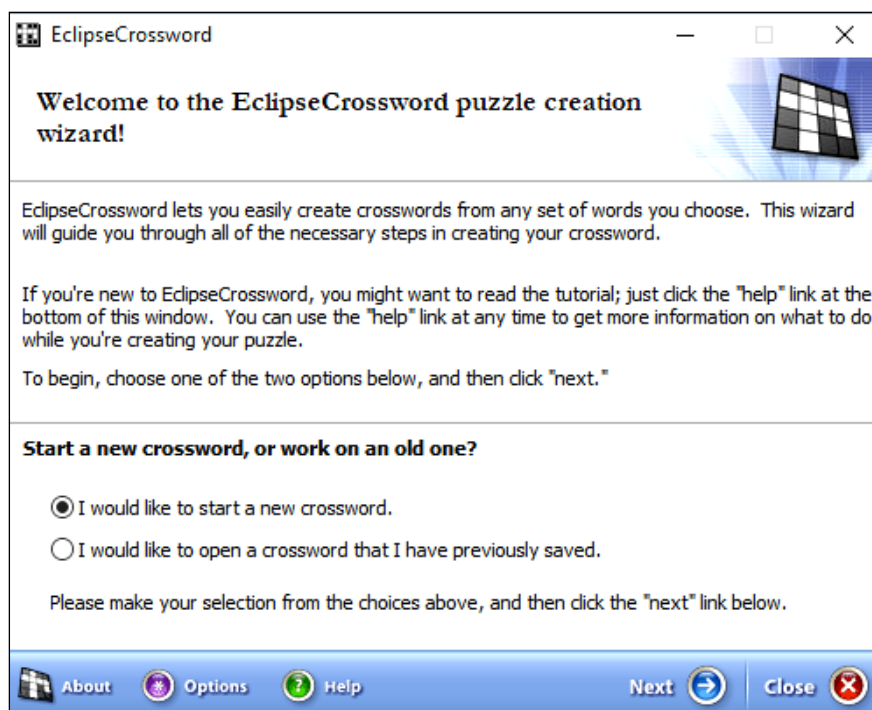 EclipseCrossword
Welcome to the EclipseCrossword puzzle creation
wizard!
EclipseCrossword lets you easily create crosswords from any set of words you choose.  This wizard
will guide you through all of the necessary steps in creating your crossword.
If you're new to EclipseCrossword, you might want to read the tutorial; just click the "help" link at the
bottom of this window.  You can use the "help" link at any time to get more information on what to do
while you're creating your puzzle.
To begin, choose one of the two options below, and then click "next."
Start a new crossword, or work on an old one?
I would like to start a new crossword.
I would like to open a crossword that I have previously saved.
Please make your selection from the choices above, and then click the "next" link below.
About Options Help Next Close